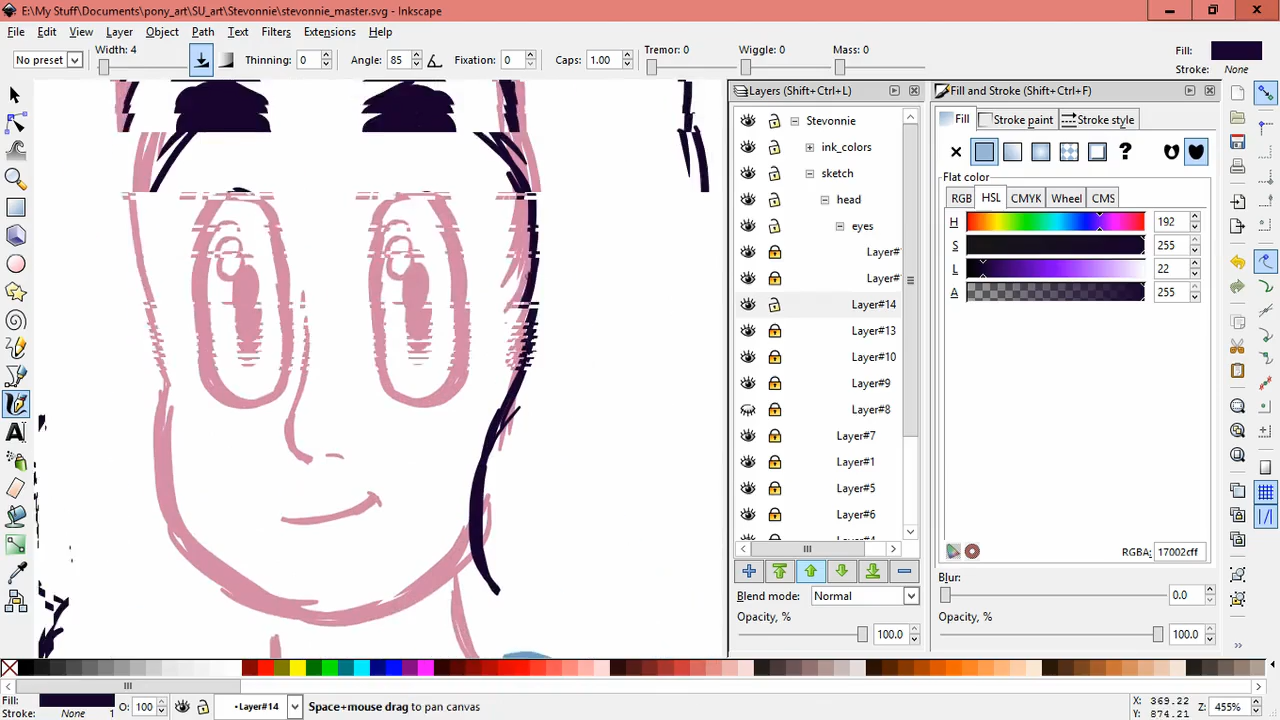 E:\My Stuff\Documents\pony_art\SU_art\Stevonnie\stevonnie_master.svg - Inkscape
File Edit View Layer Object Path Text Filters Extensions Help
No preset Width: 4 Thinning: 0 Angle: 85 Fixation: 0 Caps: 1.00 Tremor: 0 Wiggle: 0 Mass: 0 Fill:
Stroke: None
Layers (Shift+Ctrl+L) Fill and Stroke (Shift+Ctrl+F)
Stevonnie
ink_colors
sketch
head
eyes
Layer#
Layer#
Layer#14
Layer#13
Layer#10
Layer#9
Layer#8
Layer#7
Layer#1
Layer#5
Layer#6
Blend mode: Normal
Opacity, %
100.0
Fill Stroke paint Stroke style
?
Flat color
RGB HSL CMYK Wheel CMS
H 192
S 255
L 22
A 255
RGBA: 17002cff
Blur:
0.0
Opacity, %
100.0
Fill:
Stroke: None 1
O: 100
•Layer#14
Space+mouse drag to pan canvas
X: 369.22
Y: 874.21
Z: 455%